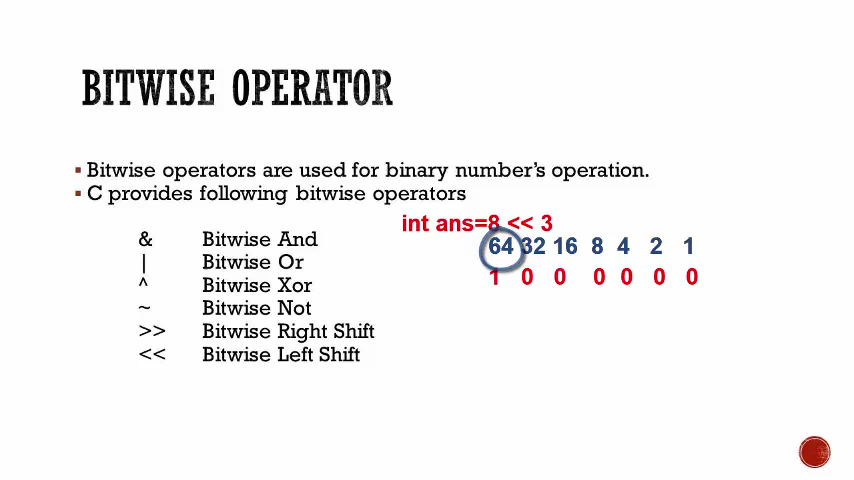 BITWISE OPERATOR
▪ Bitwise operators are used for binary number's operation.
▪ C provides following bitwise operators
int ans=8 << 3
& Bitwise And
64 32 16 8 4 2 1
| Bitwise Or
1 0 0 0 0 0 0
^ Bitwise Xor
~ Bitwise Not
>> Bitwise Right Shift
<< Bitwise Left Shift